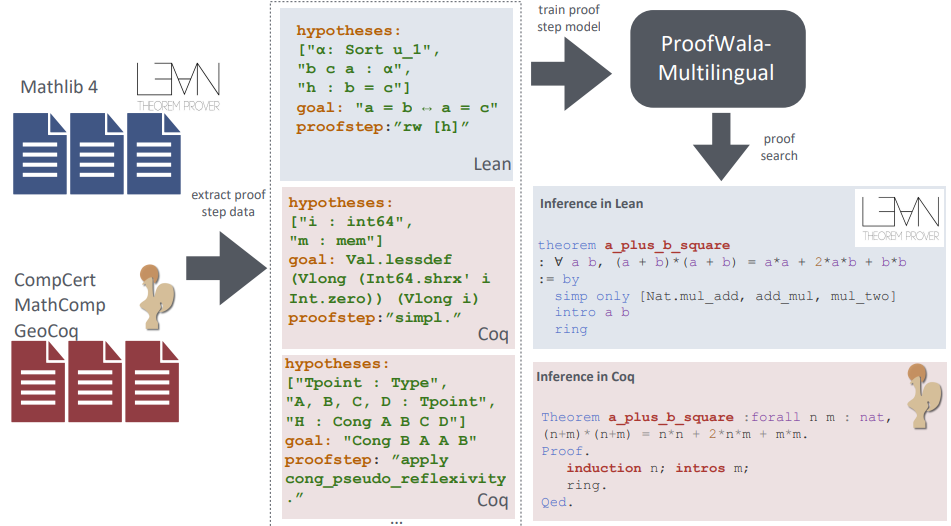 Mathlib 4
LEAN
THEOREM PROVER
CompCert
MathComp
GeoCoq
extract proof
step data
hypotheses:
["α: Sort u_1",
"b c a : α",
"h : b = c"]
goal: "a = b ↔ a = c"
proofstep:”rw [h]”
Lean
hypotheses:
["i : int64",
"m : mem"]
goal: Val.lessdef
(Vlong (Int64.shrx' i
Int.zero)) (Vlong i)
proofstep:”simpl.”
Coq
hypotheses:
["Tpoint : Type",
"A, B, C, D : Tpoint",
"H : Cong A B C D"]
goal: "Cong B A A B"
proofstep: ”apply
cong_pseudo_reflexivity
.”
Coq
...
train proof
step model
ProofWala-
Multilingual
proof
search
Inference in Lean
LEAN
THEOREM PROVER
theorem a_plus_b_square
: ∀ a b, (a + b)*(a + b) = a*a + 2*a*b + b*b
:= by
simp only [Nat.mul_add, add_mul, mul_two]
intro a b
ring
Inference in Coq
Theorem a_plus_b_square :forall n m : nat,
(n+m)*(n+m) = n*n + 2*n*m + m*m.
Proof.
induction n; intros m;
ring.
Qed.